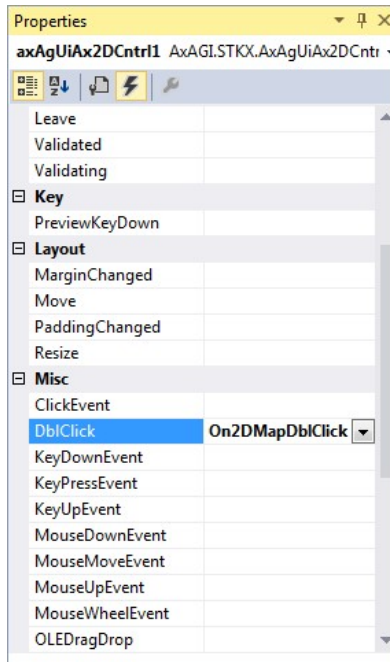 Properties
axAgUiAx2DCntrl1 AxAGI.STKX.AxAgUiAx2DCntr
Leave
Validated
Validating
Key
PreviewKeyDown
Layout
MarginChanged
Move
PaddingChanged
Resize
Misc
ClickEvent
DblClick On2DMapDblClick
KeyDownEvent
KeyPressEvent
KeyUpEvent
MouseDownEvent
MouseMoveEvent
MouseUpEvent
MouseWheelEvent
OLEDragDrop